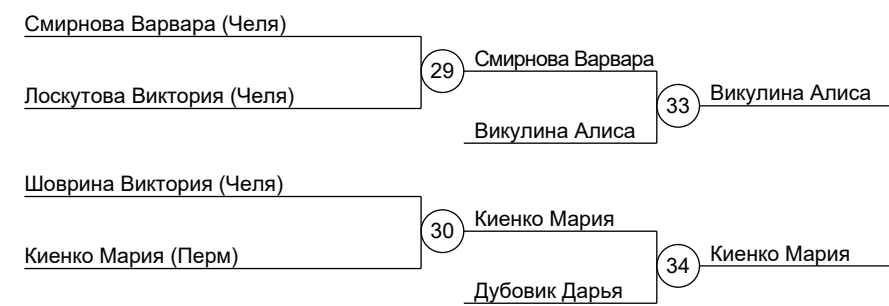 Смирнова Варвара (Челя)
29
Смирнова Варвара
Лоскутова Виктория (Челя)
33
Викулина Алиса
Викулина Алиса
Шоврина Виктория (Челя)
30
Киенко Мария
Киенко Мария (Перм)
34
Киенко Мария
Дубовик Дарья